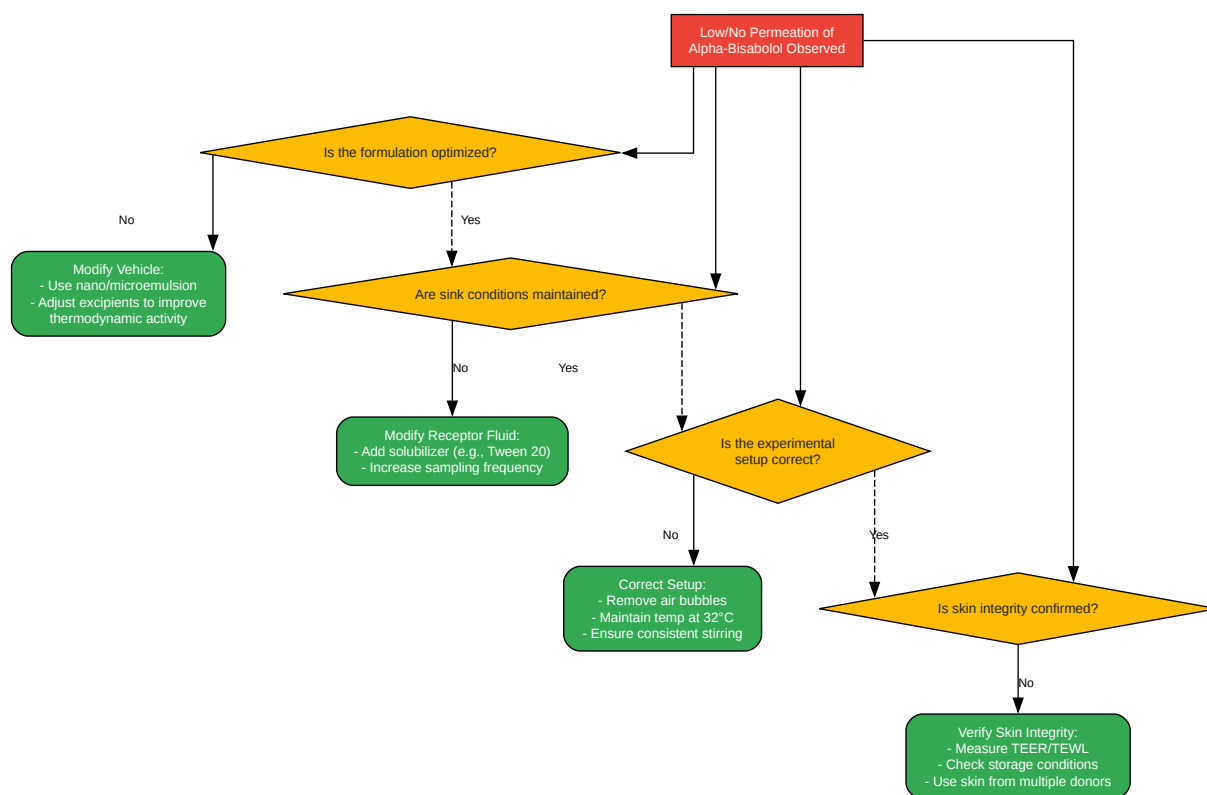 Low/No Permeation of
Alpha-Bisabolol Observed
Is the formulation optimized?
No
Yes
Modify Vehicle:
- Use nano/microemulsion
- Adjust excipients to improve
thermodynamic activity
Are sink conditions maintained?
No
Yes
Modify Receptor Fluid:
- Add solubilizer (e.g., Tween 20)
- Increase sampling frequency
Is the experimental
setup correct?
No
Yes
Correct Setup:
- Remove air bubbles
- Maintain temp at 32°C
- Ensure consistent stirring
Is skin integrity confirmed?
No
Verify Skin Integrity:
- Measure TEER/TEWL
- Check storage conditions
- Use skin from multiple donors